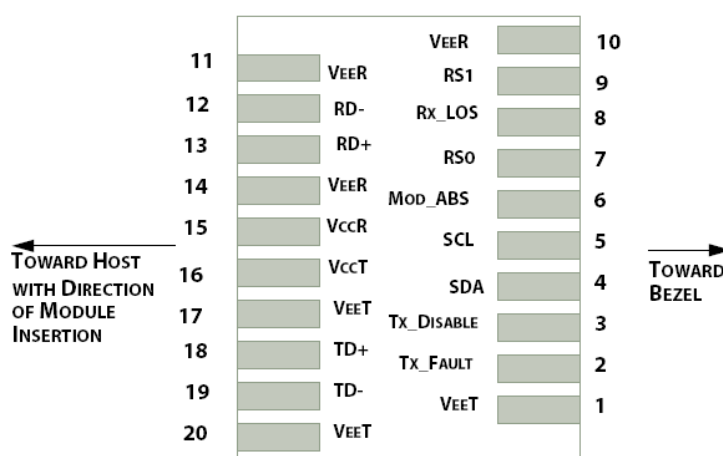 11
VEER
12
RD-
13
RD+
14
VEER
15
VCCR
16
VCCT
17
VEET
18
TD+
19
TD-
20
VEET
VEER
10
RS1
9
RX_LOS
8
RS0
7
MOD_ABS
6
SCL
5
SDA
4
TX_DISABLE
3
TX_FAULT
2
VEET
1
TOWARD HOST
WITH DIRECTION
OF MODULE
INSERTION
TOWARD
BEZEL